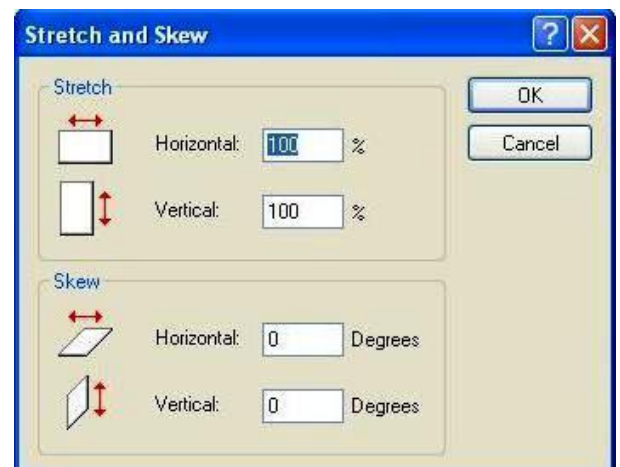 Stretch and Skew
Stretch
OK
Horizontal: 100 %
Cancel
Vertical: 100 %
Skew
Horizontal: 0 Degrees
Vertical: 0 Degrees